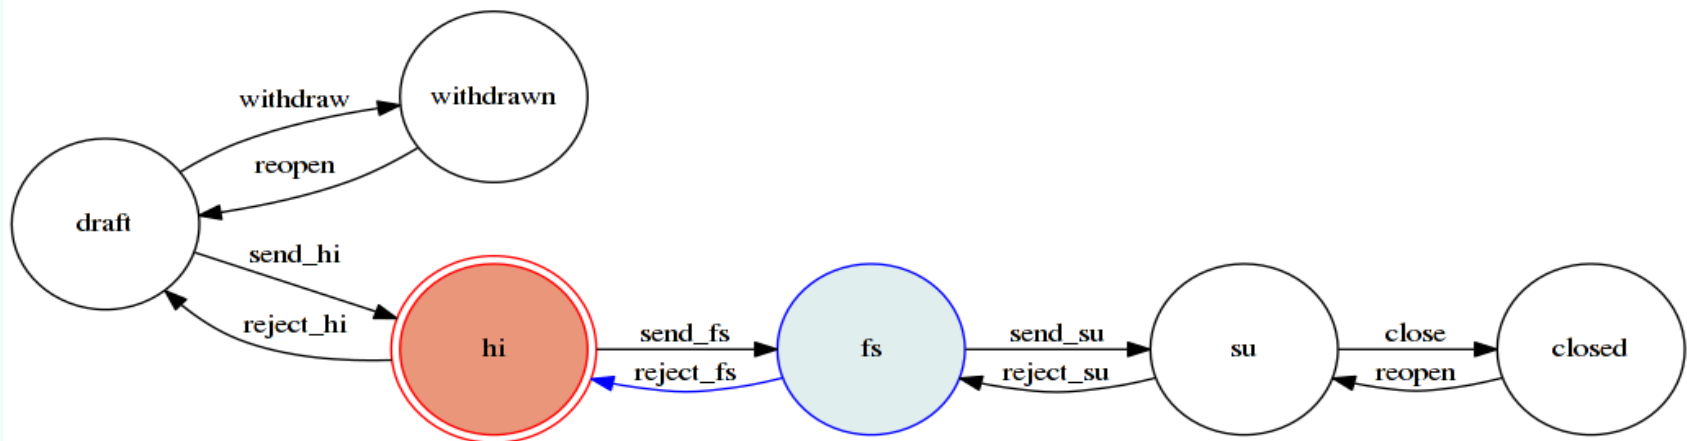 withdrawn
withdraw
reopen
draft
send_hi
reject_hi
hi
send_fs
reject_fs
fs
send_su
reject_su
su
close
reopen
closed